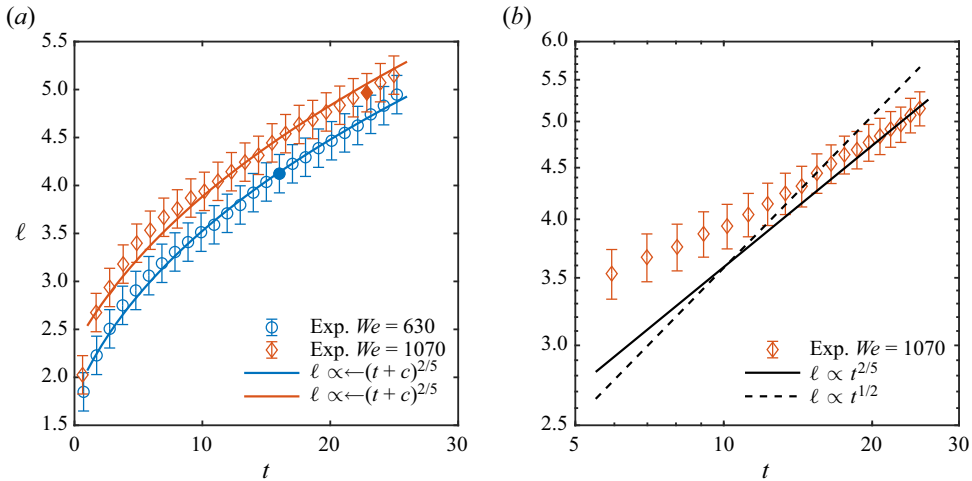 (a)
5.5
5.0
4.5
4.0
3.5
3.0
2.5
2.0
1.5
ℓ
0
10
20
30
t
Exp. We = 630
Exp. We = 1070
ℓ ∝← (t + c)^{2/5}
ℓ ∝← (t + c)^{2/5}
(b)
6.0
5.5
5.0
4.5
4.0
3.5
3.0
2.5
5
10
20
30
t
Exp. We = 1070
ℓ ∝ t^{2/5}
ℓ ∝ t^{1/2}